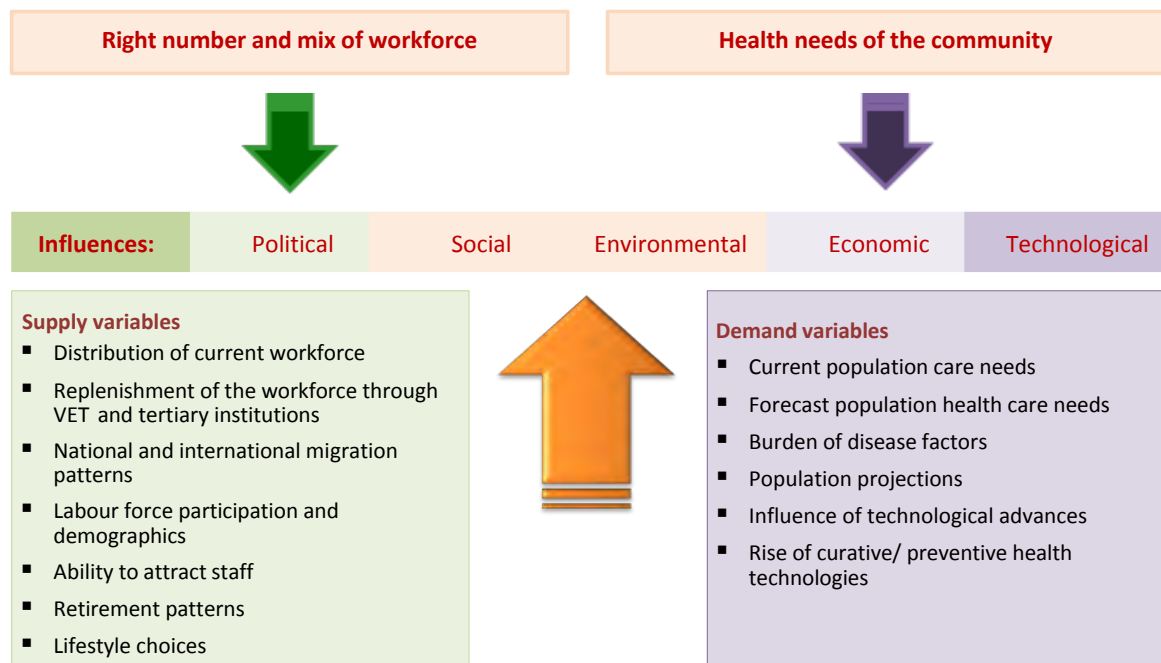 Right number and mix of workforce
Health needs of the community
Influences:
Political
Social
Environmental
Economic
Technological
Supply variables
▪ Distribution of current workforce
▪ Replenishment of the workforce through
VET and tertiary institutions
▪ National and international migration
patterns
▪ Labour force participation and
demographics
▪ Ability to attract staff
▪ Retirement patterns
▪ Lifestyle choices
Demand variables
▪ Current population care needs
▪ Forecast population health care needs
▪ Burden of disease factors
▪ Population projections
▪ Influence of technological advances
▪ Rise of curative/ preventive health
technologies